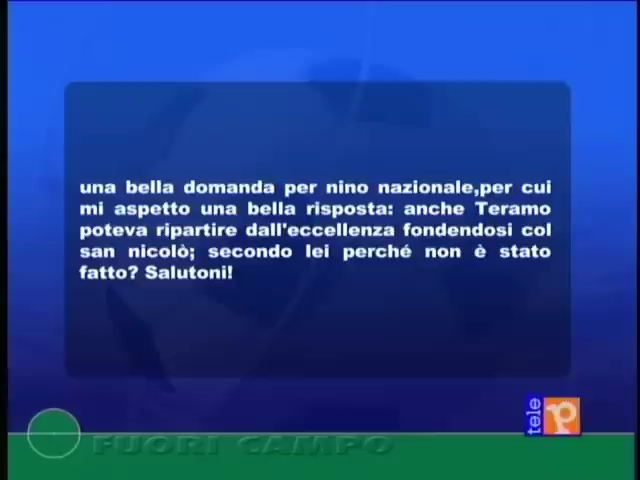 una bella domanda per nino nazionale,per cui
mi aspetto una bella risposta: anche Teramo
poteva ripartire dall'eccellenza fondendosi col
san nicolò; secondo lei perché non è stato
fatto? Salutoni!
tele p
FUORI CAMPO